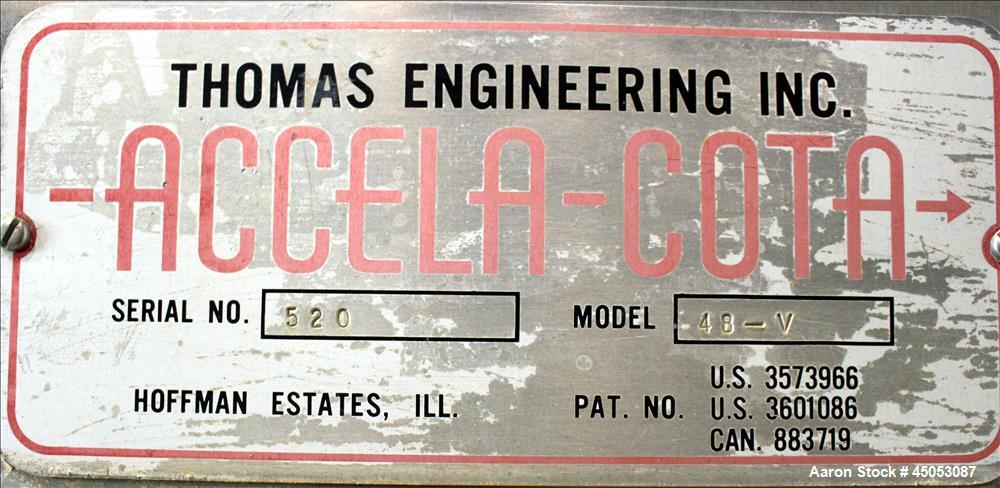 THOMAS ENGINEERING INC.
ACCELA-COTA
SERIAL NO. 520
MODEL 48-V
HOFFMAN ESTATES, ILL.
PAT. NO. U.S. 3573966
U.S. 3601086
CAN. 883719
Aaron Stock # 45053087